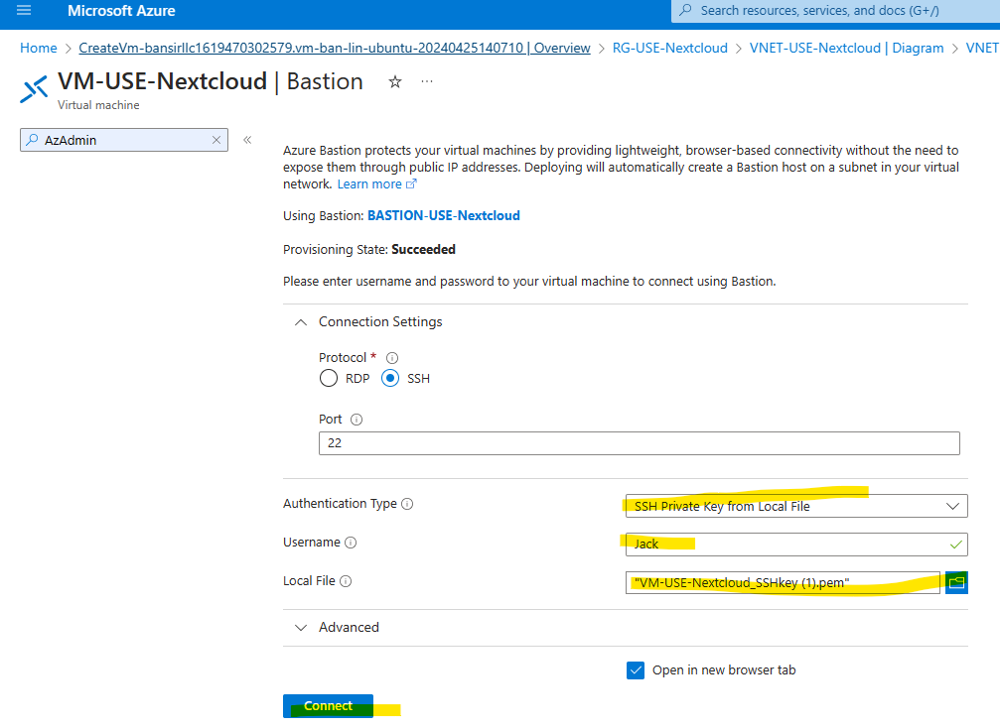 Microsoft Azure
Search resources, services, and docs (G+/)
Home > CreateVm-bansirllc1619470302579.vm-ban-lin-ubuntu-20240425140710 | Overview > RG-USE-Nextcloud > VNET-USE-Nextcloud | Diagram > VNET
VM-USE-Nextcloud | Bastion
Virtual machine
AzAdmin
Azure Bastion protects your virtual machines by providing lightweight, browser-based connectivity without the need to
expose them through public IP addresses. Deploying will automatically create a Bastion host on a subnet in your virtual
network. Learn more
Using Bastion: BASTION-USE-Nextcloud
Provisioning State: Succeeded
Please enter username and password to your virtual machine to connect using Bastion.
Connection Settings
Protocol *
RDP SSH
Port
22
Authentication Type
SSH Private Key from Local File
Username
Jack
Local File
"VM-USE-Nextcloud_SSHkey (1).pem"
Advanced
Open in new browser tab
Connect